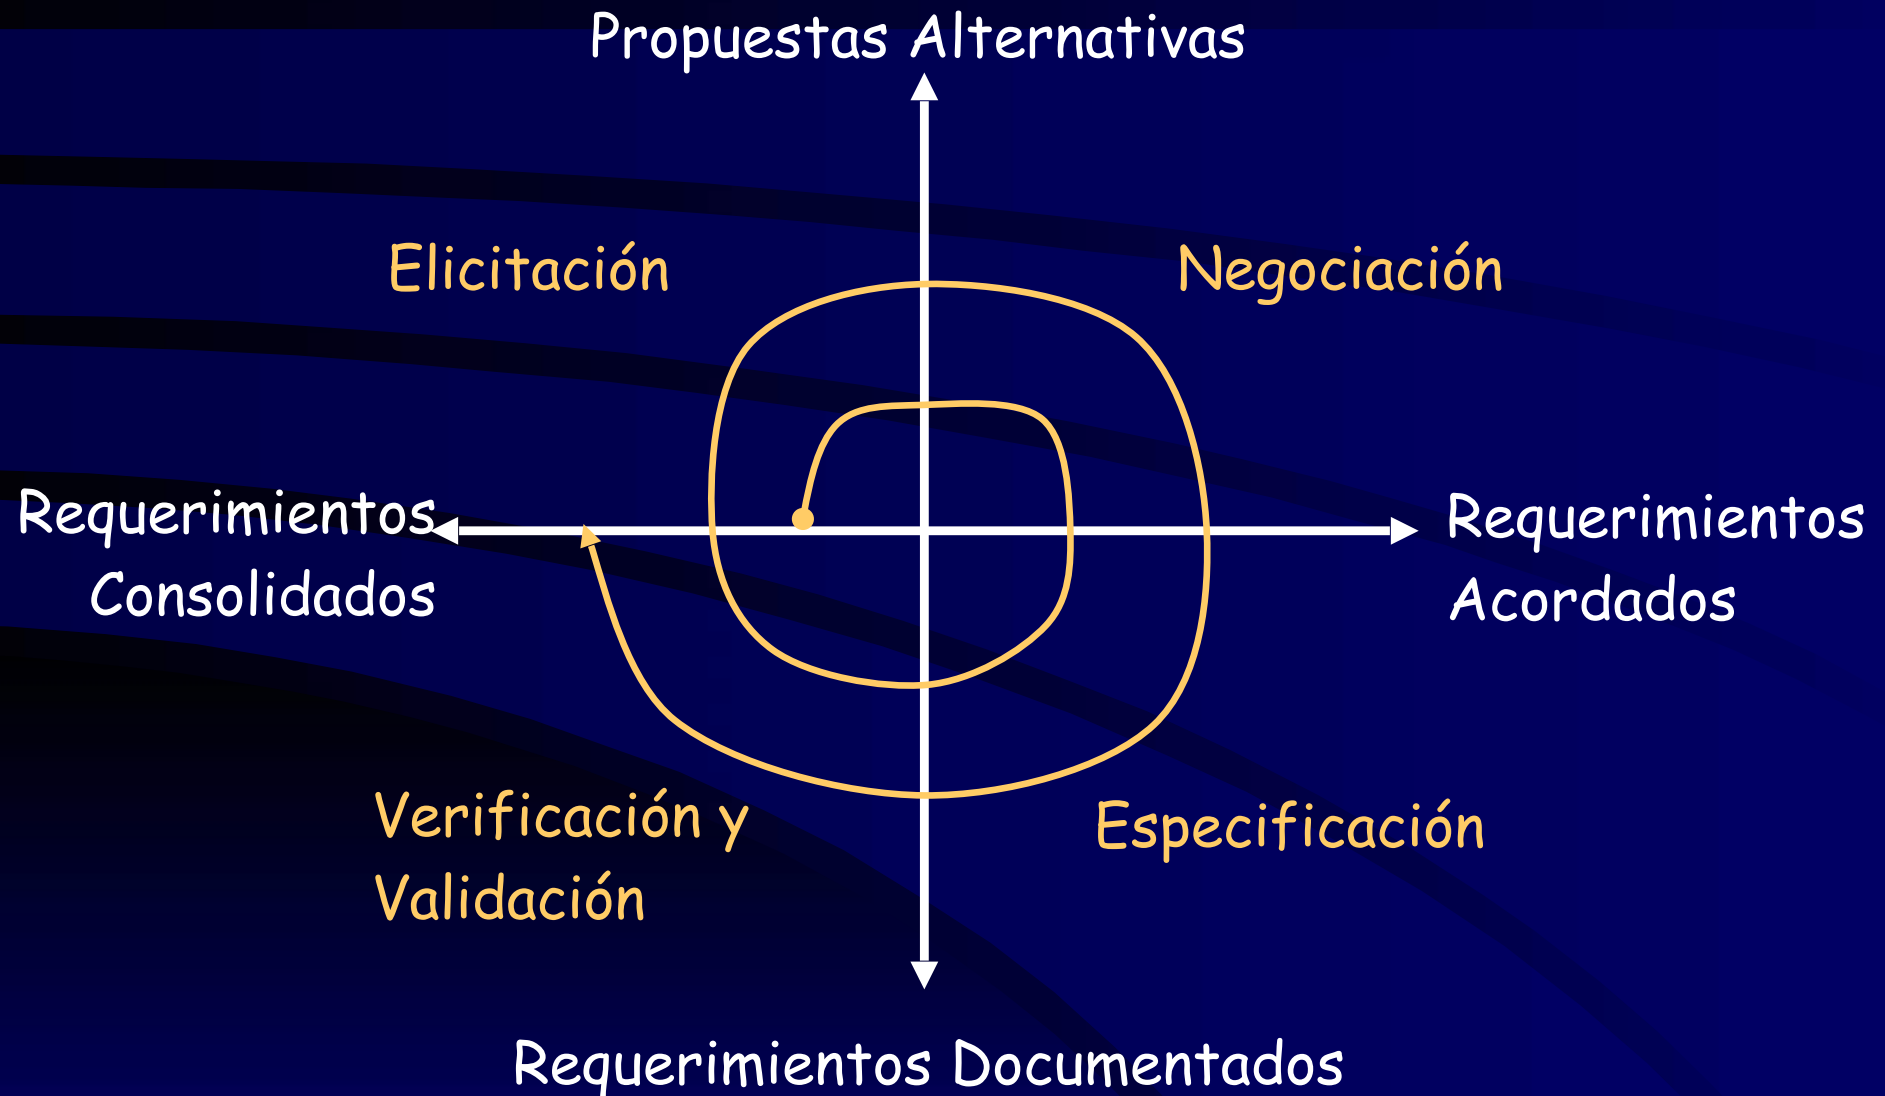 Propuestas Alternativas
Elicitación
Negociación
Requerimientos
Consolidados
Requerimientos
Acordados
Verificación y
Validación
Especificación
Requerimientos Documentados